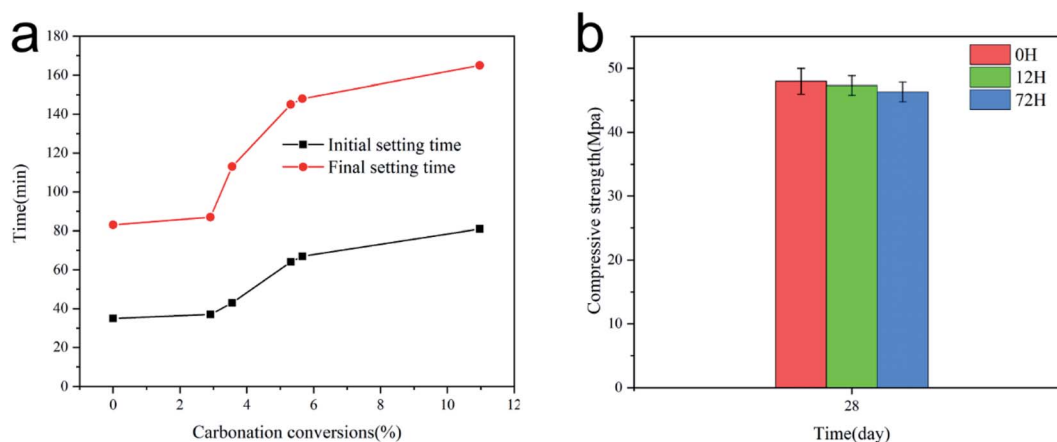 a
180
160
140
120
100
80
60
40
20
0
Time(min)
Initial setting time
Final setting time
0
2
4
6
8
10
12
Carbonation conversions(%)
b
50
40
30
20
10
0
Compressive strength(Mpa)
0H
12H
72H
28
Time(day)